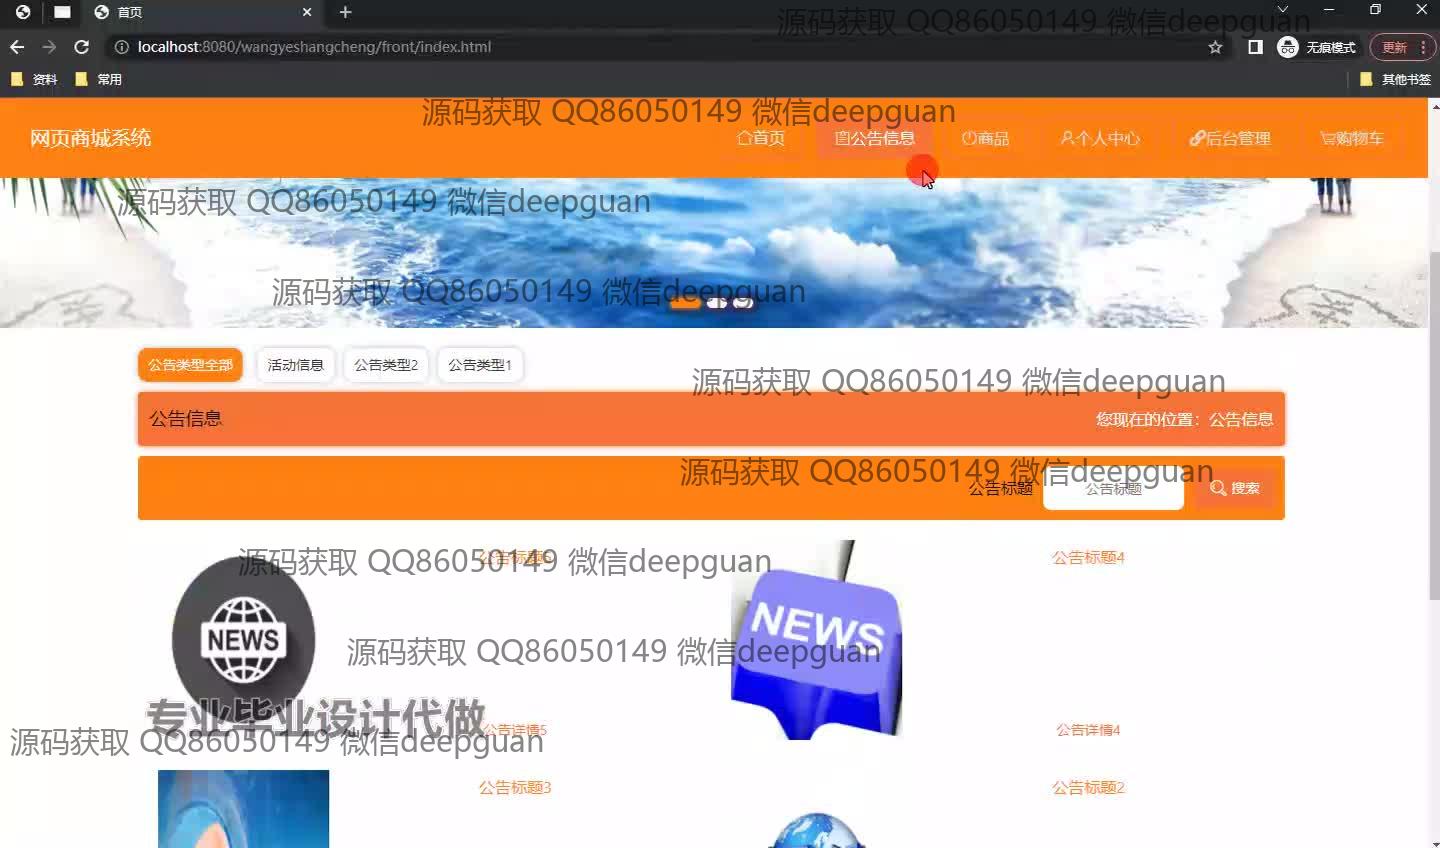 首页
源码获取 QQ86050149 微信deepguan
localhost:8080/wangyeshangcheng/front/index.html
无痕模式
更新
资料
常用
其他书签
源码获取 QQ86050149 微信deepguan
网页商城系统
首页
公告信息
商品
个人中心
后台管理
购物车
源码获取 QQ86050149 微信deepguan
源码获取 QQ86050149 微信deepguan
公告类型全部
活动信息
公告类型2
公告类型1
源码获取 QQ86050149 微信deepguan
公告信息
您现在的位置：公告信息
源码获取 QQ86050149 微信deepguan
公告标题
公告标题
搜索
源码获取 QQ86050149 微信deepguan
公告标题5
公告标题4
NEWS
NEWS
源码获取 QQ86050149 微信deepguan
专业毕业设计代做
公告详情5
公告详情4
源码获取 QQ86050149 微信deepguan
公告标题3
公告标题2